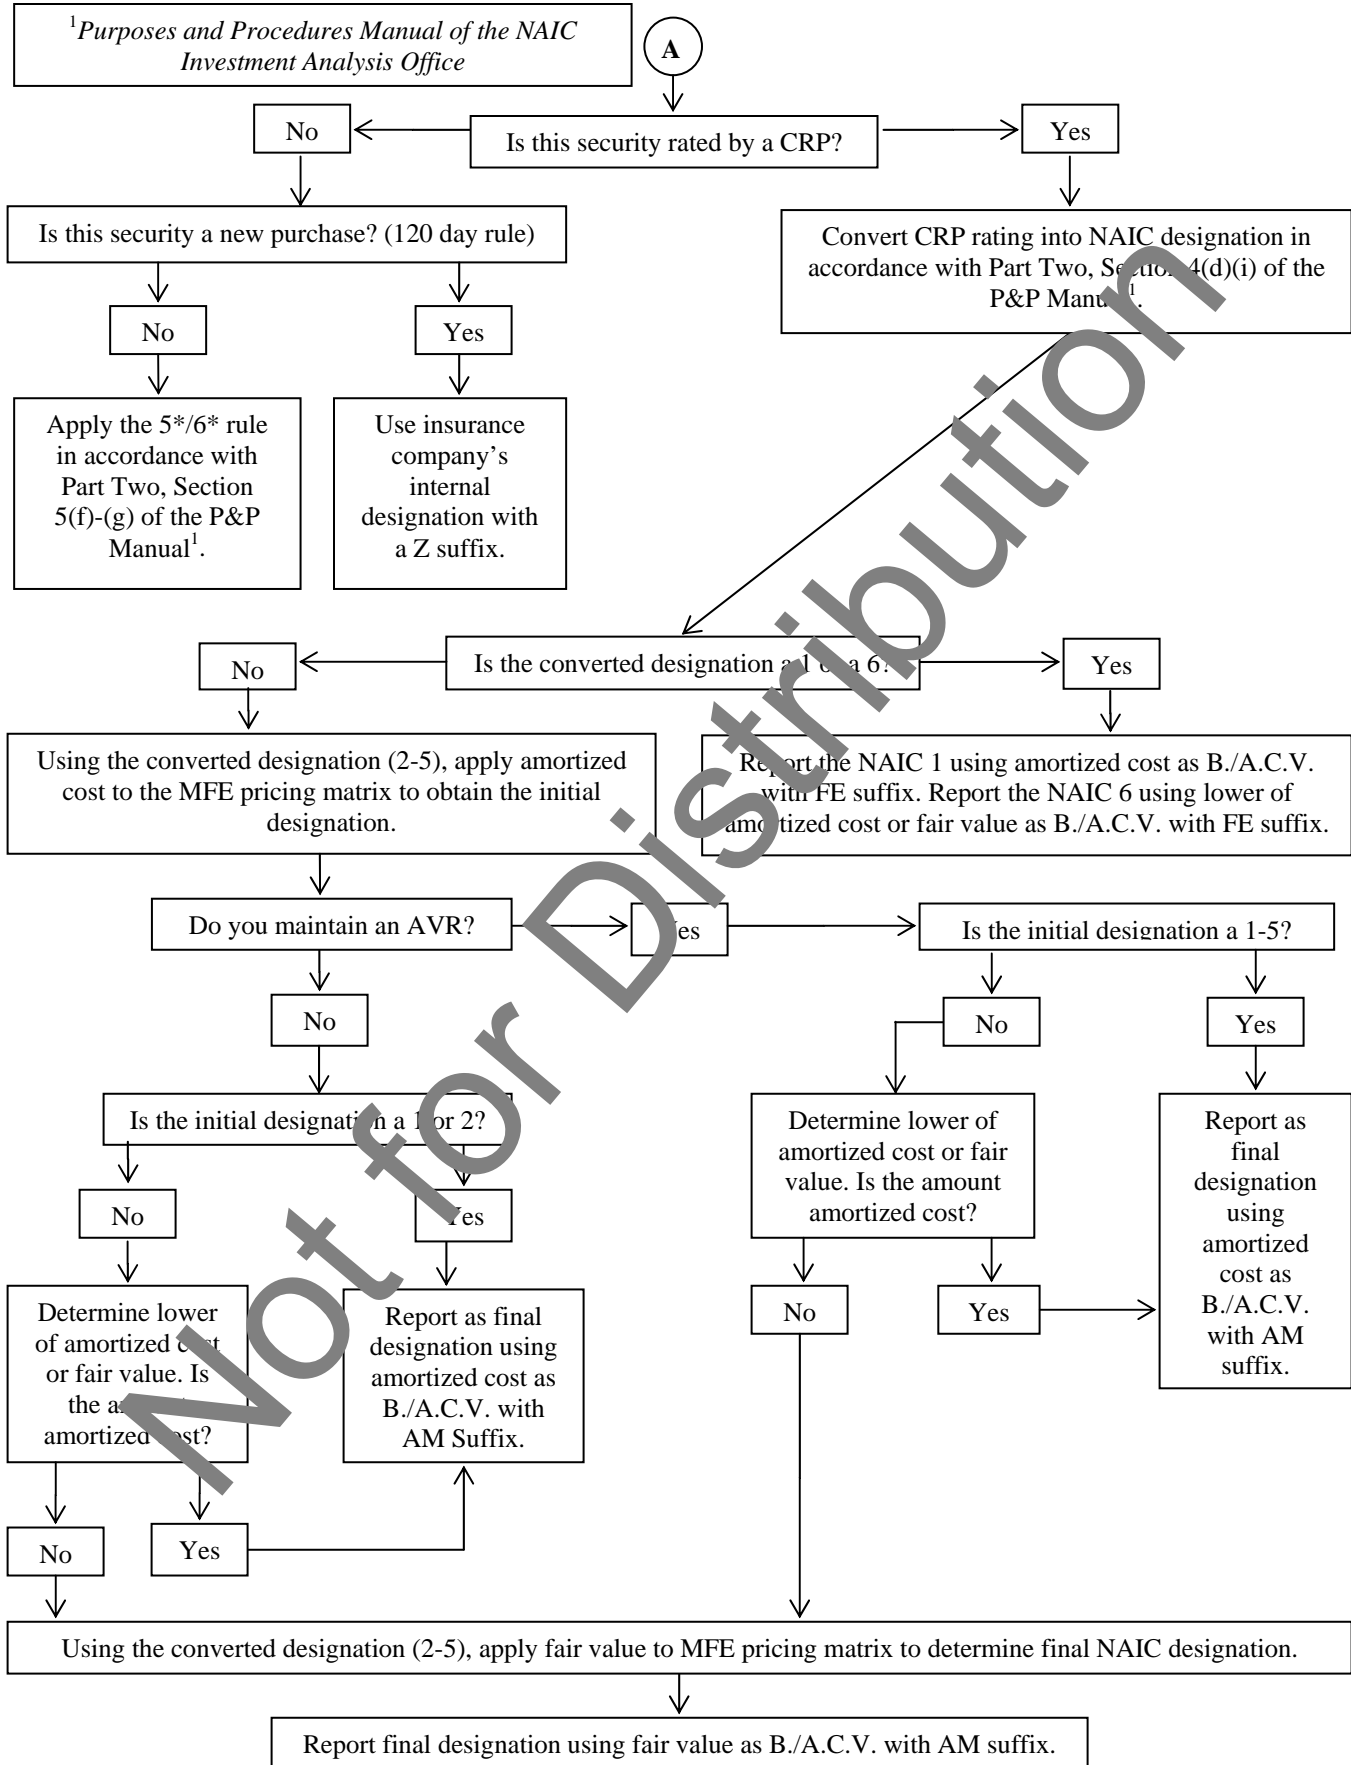 ¹Purposes and Procedures Manual of the NAIC
Investment Analysis Office
A
No
Is this security rated by a CRP?
Yes
Is this security a new purchase? (120 day rule)
Convert CRP rating into NAIC designation in
accordance with Part Two, Section 4(d)(i) of the
P&P Manual¹.
No
Yes
Apply the 5*/6* rule
in accordance with
Part Two, Section
5(f)-(g) of the P&P
Manual¹.
Use insurance
company’s
internal
designation with
a Z suffix.
No
Is the converted designation a 1 or a 6?
Yes
Using the converted designation (2-5), apply amortized
cost to the MFE pricing matrix to obtain the initial
designation.
Report the NAIC 1 using amortized cost as B./A.C.V.
with FE suffix. Report the NAIC 6 using lower of
amortized cost or fair value as B./A.C.V. with FE suffix.
Do you maintain an AVR?
Yes
Is the initial designation a 1-5?
No
No
Yes
Is the initial designation a 1 or 2?
Determine lower of
amortized cost or fair
value. Is the amount
amortized cost?
Report as
final
designation
using
amortized
cost as
B./A.C.V.
with AM
suffix.
No
Yes
Determine lower
of amortized cost
or fair value. Is
the amount
amortized cost?
Report as final
designation using
amortized cost as
B./A.C.V. with
AM Suffix.
No
Yes
No
Yes
Using the converted designation (2-5), apply fair value to MFE pricing matrix to determine final NAIC designation.
Report final designation using fair value as B./A.C.V. with AM suffix.
Not for Distribution